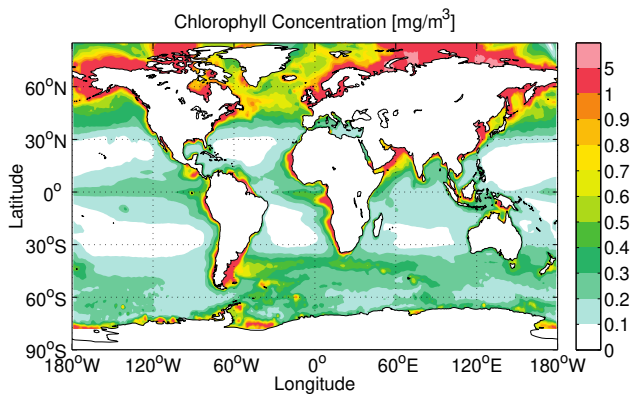 Chlorophyll Concentration [mg/m³]
60°N
30°N
0°
30°S
60°S
90°S
180°W 120°W 60°W 0° 60°E 120°E 180°W
Latitude
Longitude
5
1
0.9
0.8
0.7
0.6
0.5
0.4
0.3
0.2
0.1
0